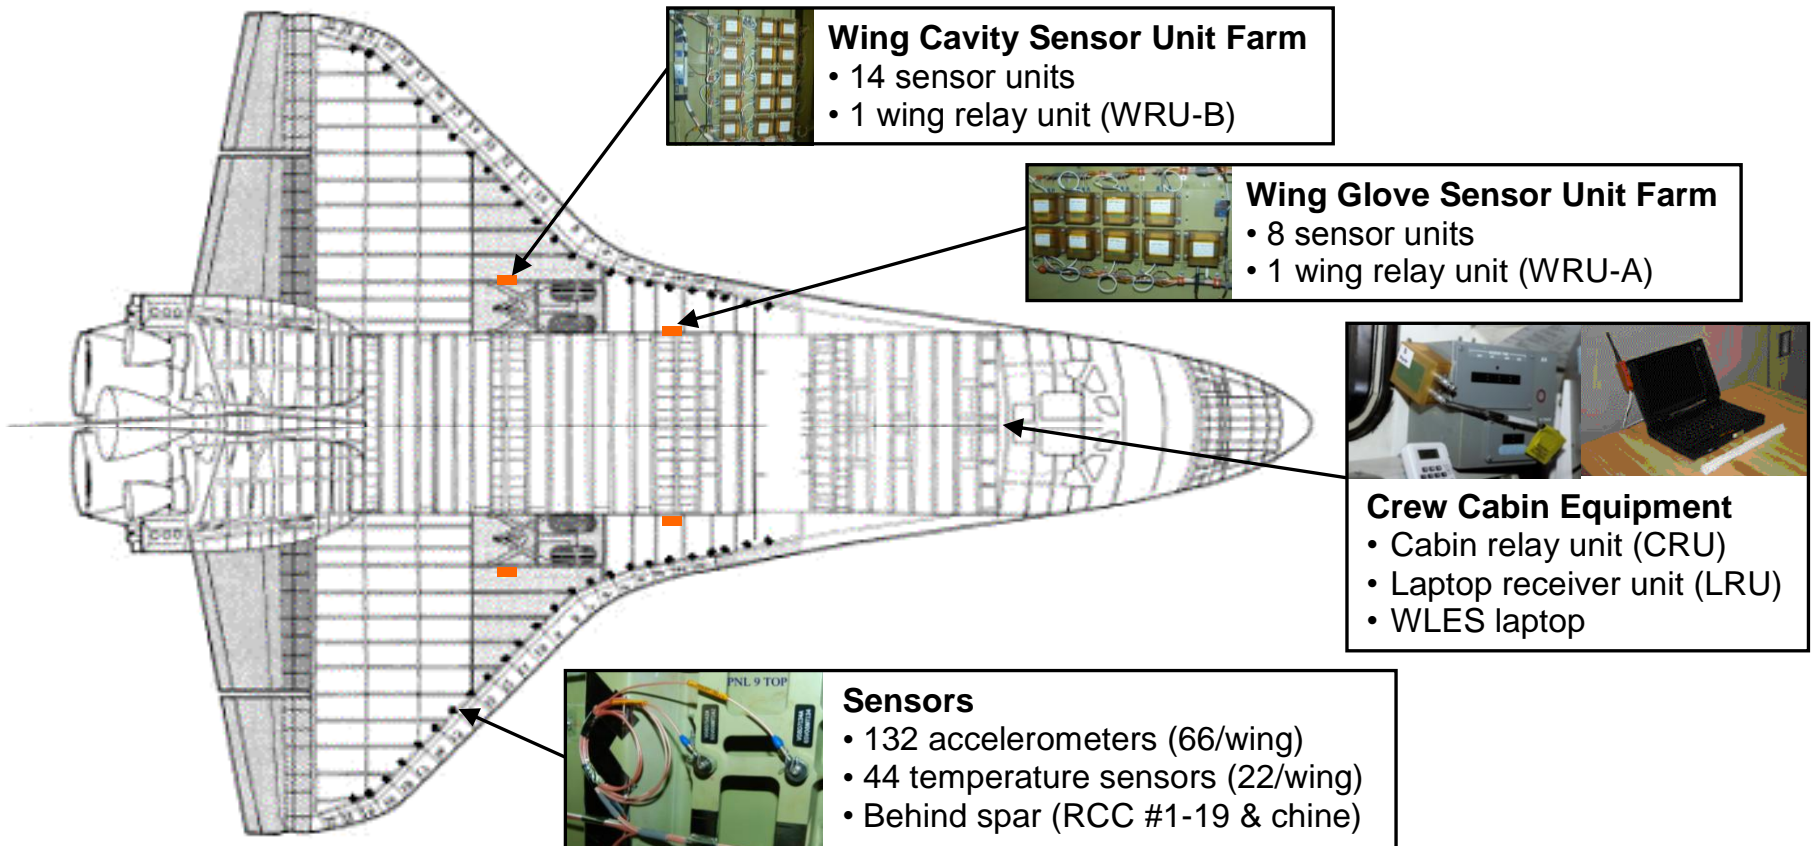 Wing Cavity Sensor Unit Farm
• 14 sensor units
• 1 wing relay unit (WRU-B)
Wing Glove Sensor Unit Farm
• 8 sensor units
• 1 wing relay unit (WRU-A)
Crew Cabin Equipment
• Cabin relay unit (CRU)
• Laptop receiver unit (LRU)
• WLES laptop
PNL 9 TOP
Sensors
• 132 accelerometers (66/wing)
• 44 temperature sensors (22/wing)
• Behind spar (RCC #1-19 & chine)